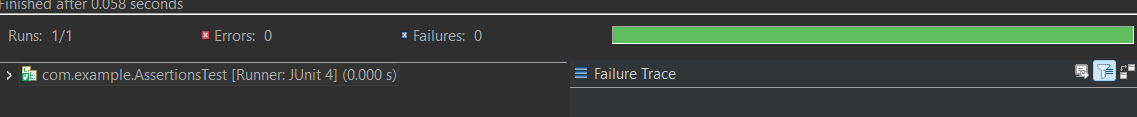 Finished after 0.058 seconds
Runs: 1/1 Errors: 0 Failures: 0
com.example.AssertionsTest [Runner: JUnit 4] (0.000 s)
Failure Trace